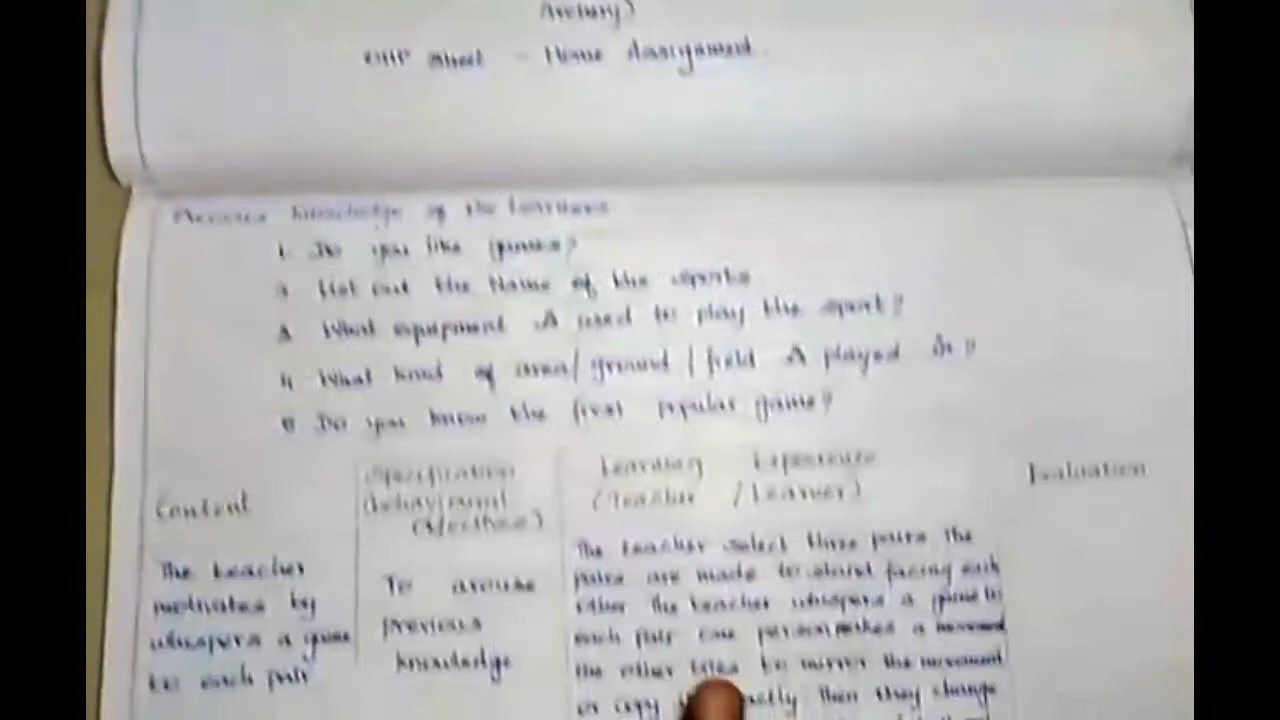 OHP Sheet - Home Assignment
Previous knowledge of the learners
1. Do you like games?
2 List out the Name of the sports
3 What equipment is used to play the sport?
4 What kind of area/ground/field is played in?
5 Do you know the first popular game?
Content
Specification
(behavioural
Objectives)
Learning Experience
(Teacher / Learner)
Evaluation
The teacher
motivates by
whispers a game
to each pair
To arouse
previous
knowledge
The teacher select three pairs The
pairs are made to stand facing each
other the teacher whispers a game to
each pair one person makes a movement
the other tries to mirror the movement
or copy it exactly then they change